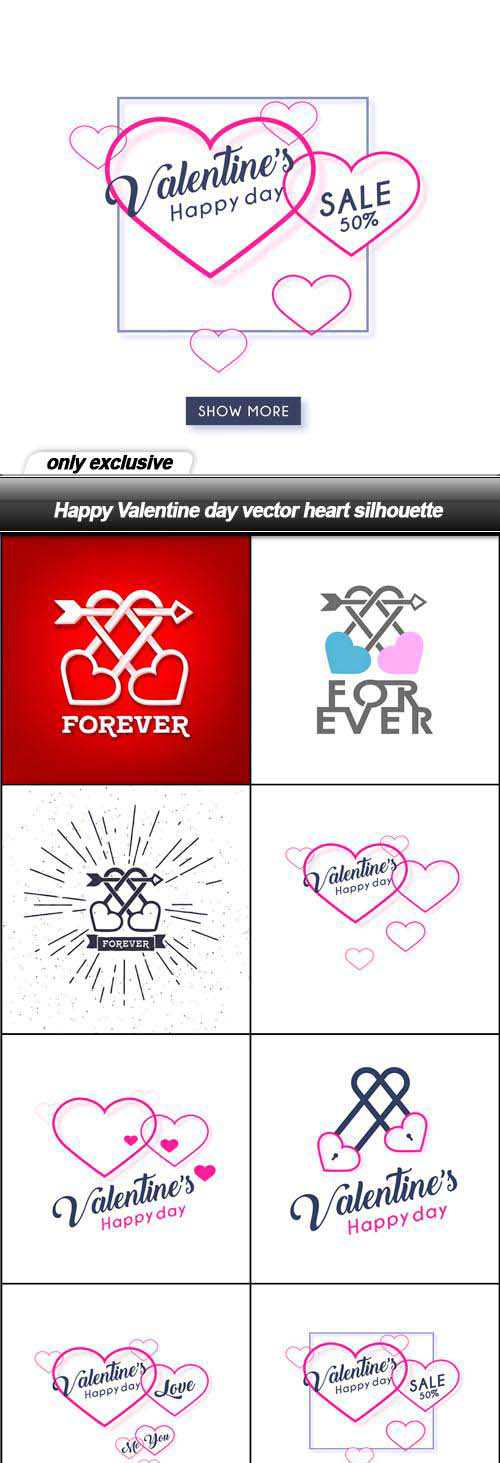 Valentine's
Happy day
SALE
50%
SHOW MORE
only exclusive
Happy Valentine day vector heart silhouette
FOREVER
FOR
EVER
FOREVER
Valentine's
Happy day
Valentine's
Happy day
Valentine's
Happy day
Valentine's
Happy day
Love
Me You
Valentine's
Happy day
SALE
50%